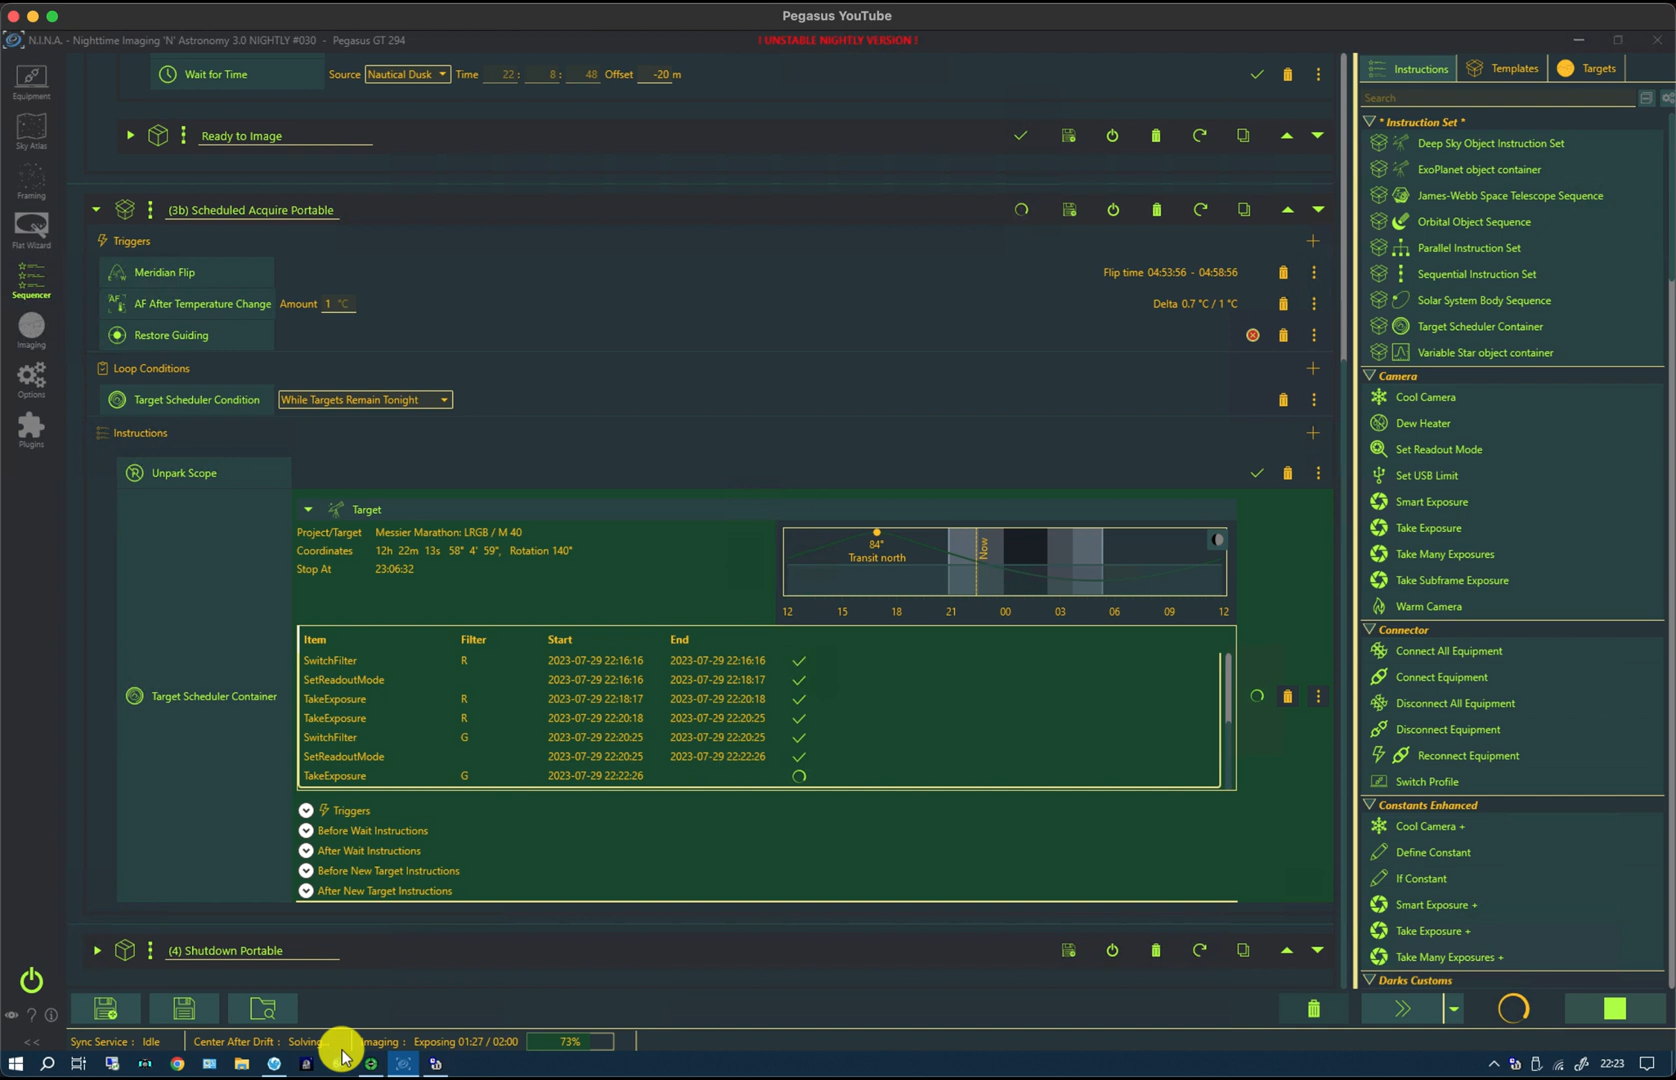 Pegasus YouTube
N.I.N.A. - Nighttime Imaging 'N' Astronomy 3.0 NIGHTLY #030 - Pegasus GT 294
! UNSTABLE NIGHTLY VERSION !
Equipment
Sky Atlas
Framing
Flat Wizard
Sequencer
Imaging
Options
Plugins
Wait for Time Source Nautical Dusk Time 22 : 8 : 48 Offset -20 m
Ready to Image
(3b) Scheduled Acquire Portable
Triggers
Meridian Flip Flip time 04:53:56 - 04:58:56
AF
AF After Temperature Change Amount 1 °C Delta 0.7 °C / 1 °C
Restore Guiding
Loop Conditions
Target Scheduler Condition While Targets Remain Tonight
Instructions
Unpark Scope
Target Scheduler Container
Target
Project/Target Messier Marathon: LRGB / M 40
Coordinates 12h 22m 13s 58° 4' 59", Rotation 140°
Stop At 23:06:32
84°
Transit north
Now
12 15 18 21 00 03 06 09 12
Item Filter Start End
SwitchFilter R 2023-07-29 22:16:16 2023-07-29 22:16:16
SetReadoutMode 2023-07-29 22:16:16 2023-07-29 22:18:17
TakeExposure R 2023-07-29 22:18:17 2023-07-29 22:20:18
TakeExposure R 2023-07-29 22:20:18 2023-07-29 22:20:25
SwitchFilter G 2023-07-29 22:20:25 2023-07-29 22:20:25
SetReadoutMode 2023-07-29 22:20:25 2023-07-29 22:22:26
TakeExposure G 2023-07-29 22:22:26
Triggers
Before Wait Instructions
After Wait Instructions
Before New Target Instructions
After New Target Instructions
(4) Shutdown Portable
Instructions Templates Targets
Search
* Instruction Set *
Deep Sky Object Instruction Set
ExoPlanet object container
James-Webb Space Telescope Sequence
Orbital Object Sequence
Parallel Instruction Set
Sequential Instruction Set
Solar System Body Sequence
Target Scheduler Container
Variable Star object container
Camera
Cool Camera
Dew Heater
Set Readout Mode
Set USB Limit
Smart Exposure
Take Exposure
Take Many Exposures
Take Subframe Exposure
Warm Camera
Connector
Connect All Equipment
Connect Equipment
Disconnect All Equipment
Disconnect Equipment
Reconnect Equipment
Switch Profile
Constants Enhanced
Cool Camera +
Define Constant
If Constant
Smart Exposure +
Take Exposure +
Take Many Exposures +
Darks Customs
<< Sync Service : Idle Center After Drift : Solving... Imaging : Exposing 01:27 / 02:00 73%
22:23